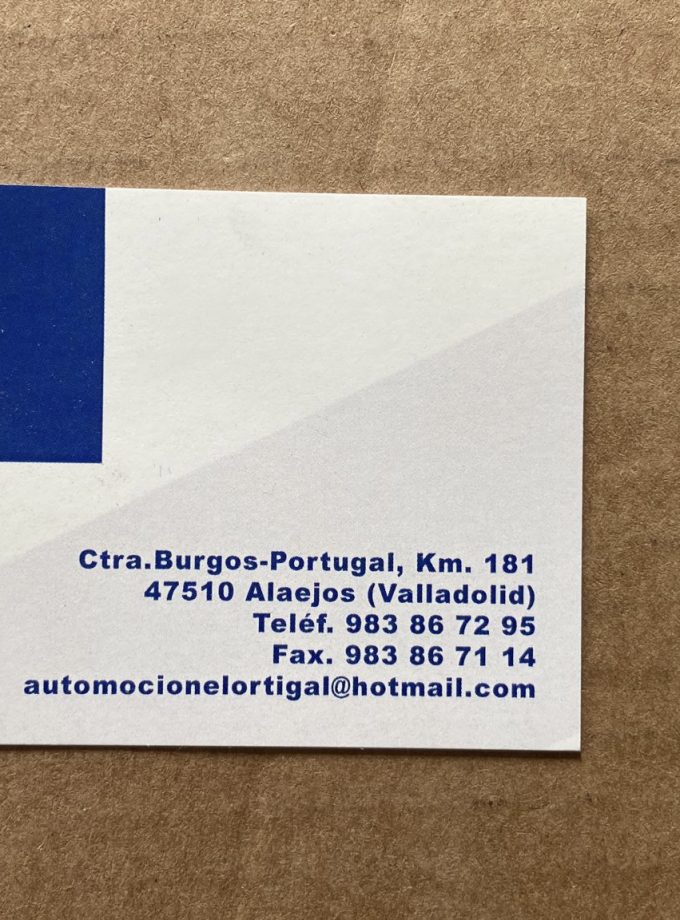 Ctra.Burgos-Portugal, Km. 181
47510 Alaejos (Valladolid)
Teléf. 983 86 72 95
Fax. 983 86 71 14
automocionelortigal@hotmail.com